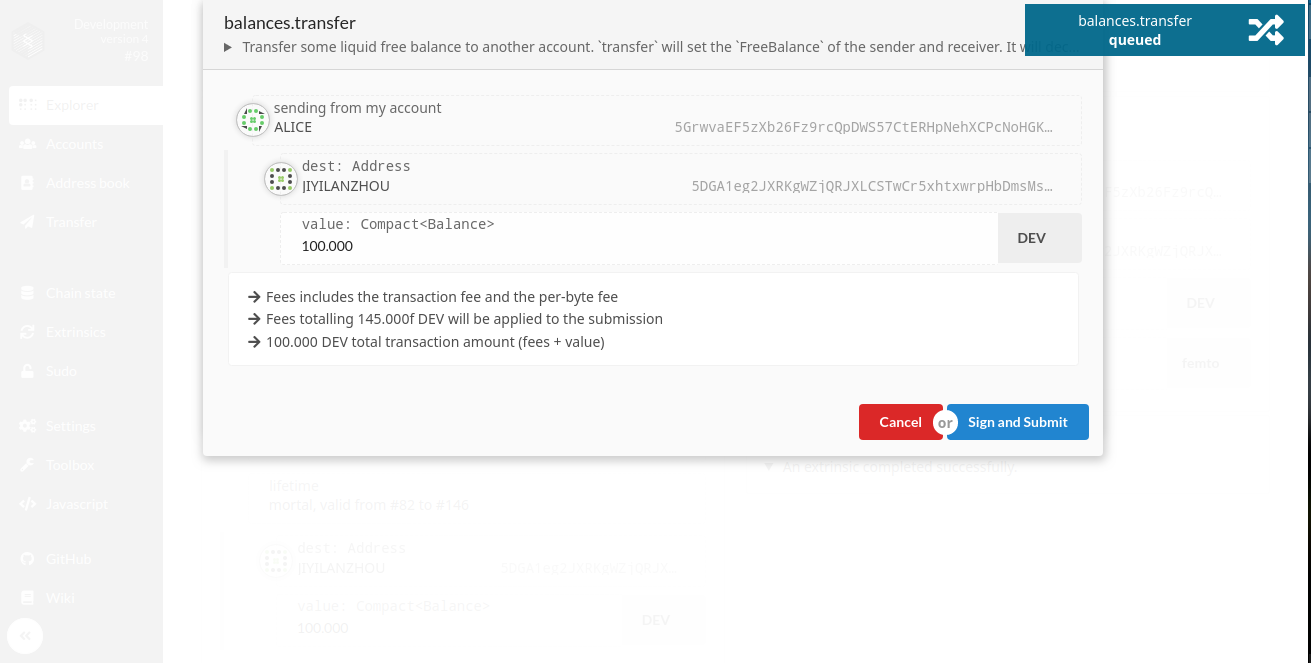 balances.transfer
Transfer some liquid free balance to another account. `transfer` will set the `FreeBalance` of the sender and receiver. It will dec...
balances.transfer
queued
Development
version 4
#98
Explorer
Accounts
Address book
Transfer
Chain state
Extrinsics
Sudo
Settings
Toolbox
Javascript
GitHub
Wiki
sending from my account
ALICE
5GrwvaEF5zXb26Fz9rcQpDWS57CtERHpNehXCPcNoHGK…
dest: Address
JIYILANZHOU
5DGA1eg2JXRKgWZjQRJXLCSTwCr5xhtxwrpHbDmsMs…
value: Compact<Balance>
100.000
DEV
Fees includes the transaction fee and the per-byte fee
Fees totalling 145.000f DEV will be applied to the submission
100.000 DEV total transaction amount (fees + value)
Cancel
or
Sign and Submit
DEV
femto
An extrinsic completed successfully
lifetime
mortal, valid from #82 to #146
dest: Address
JIYILANZHOU
value: Compact<Balance>
100.000
DEV